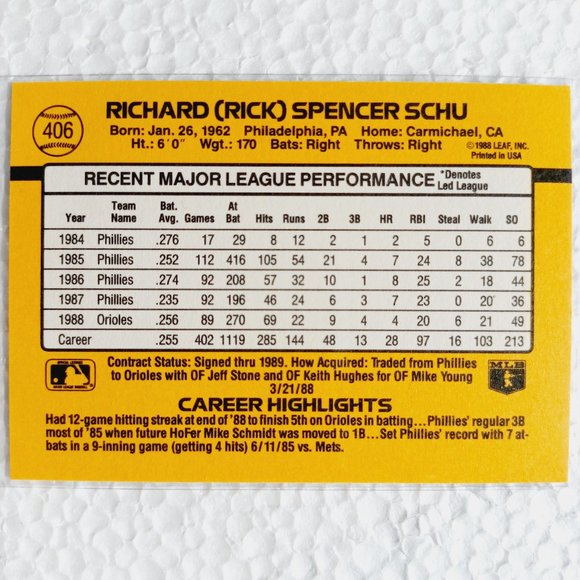 406
RICHARD (RICK) SPENCER SCHU
Born: Jan. 26, 1962 Philadelphia, PA Home: Carmichael, CA
Ht.: 6´0˝ Wgt.: 170 Bats: Right Throws: Right
©1988 LEAF, INC.
Printed in USA
RECENT MAJOR LEAGUE PERFORMANCE *Denotes Led League
Year Team Name Bat. Avg. Games At Bat Hits Runs 2B 3B HR RBI Steal Walk SO
1984 Phillies .276 17 29 8 12 2 1 2 5 0 6 6
1985 Phillies .252 112 416 105 54 21 4 7 24 8 38 78
1986 Phillies .274 92 208 57 32 10 1 8 25 2 18 44
1987 Phillies .235 92 196 46 24 6 3 7 23 0 20 36
1988 Orioles .256 89 270 69 22 9 4 4 20 6 21 49
Career .255 402 1119 285 144 48 13 28 97 16 103 213
Contract Status: Signed thru 1989. How Acquired: Traded from Phillies
to Orioles with OF Jeff Stone and OF Keith Hughes for OF Mike Young
3/21/88
MLB
CAREER HIGHLIGHTS
Had 12-game hitting streak at end of '88 to finish 5th on Orioles in batting...Phillies' regular 3B
most of '85 when future HoFer Mike Schmidt was moved to 1B...Set Phillies' record with 7 at-
bats in a 9-inning game (getting 4 hits) 6/11/85 vs. Mets.